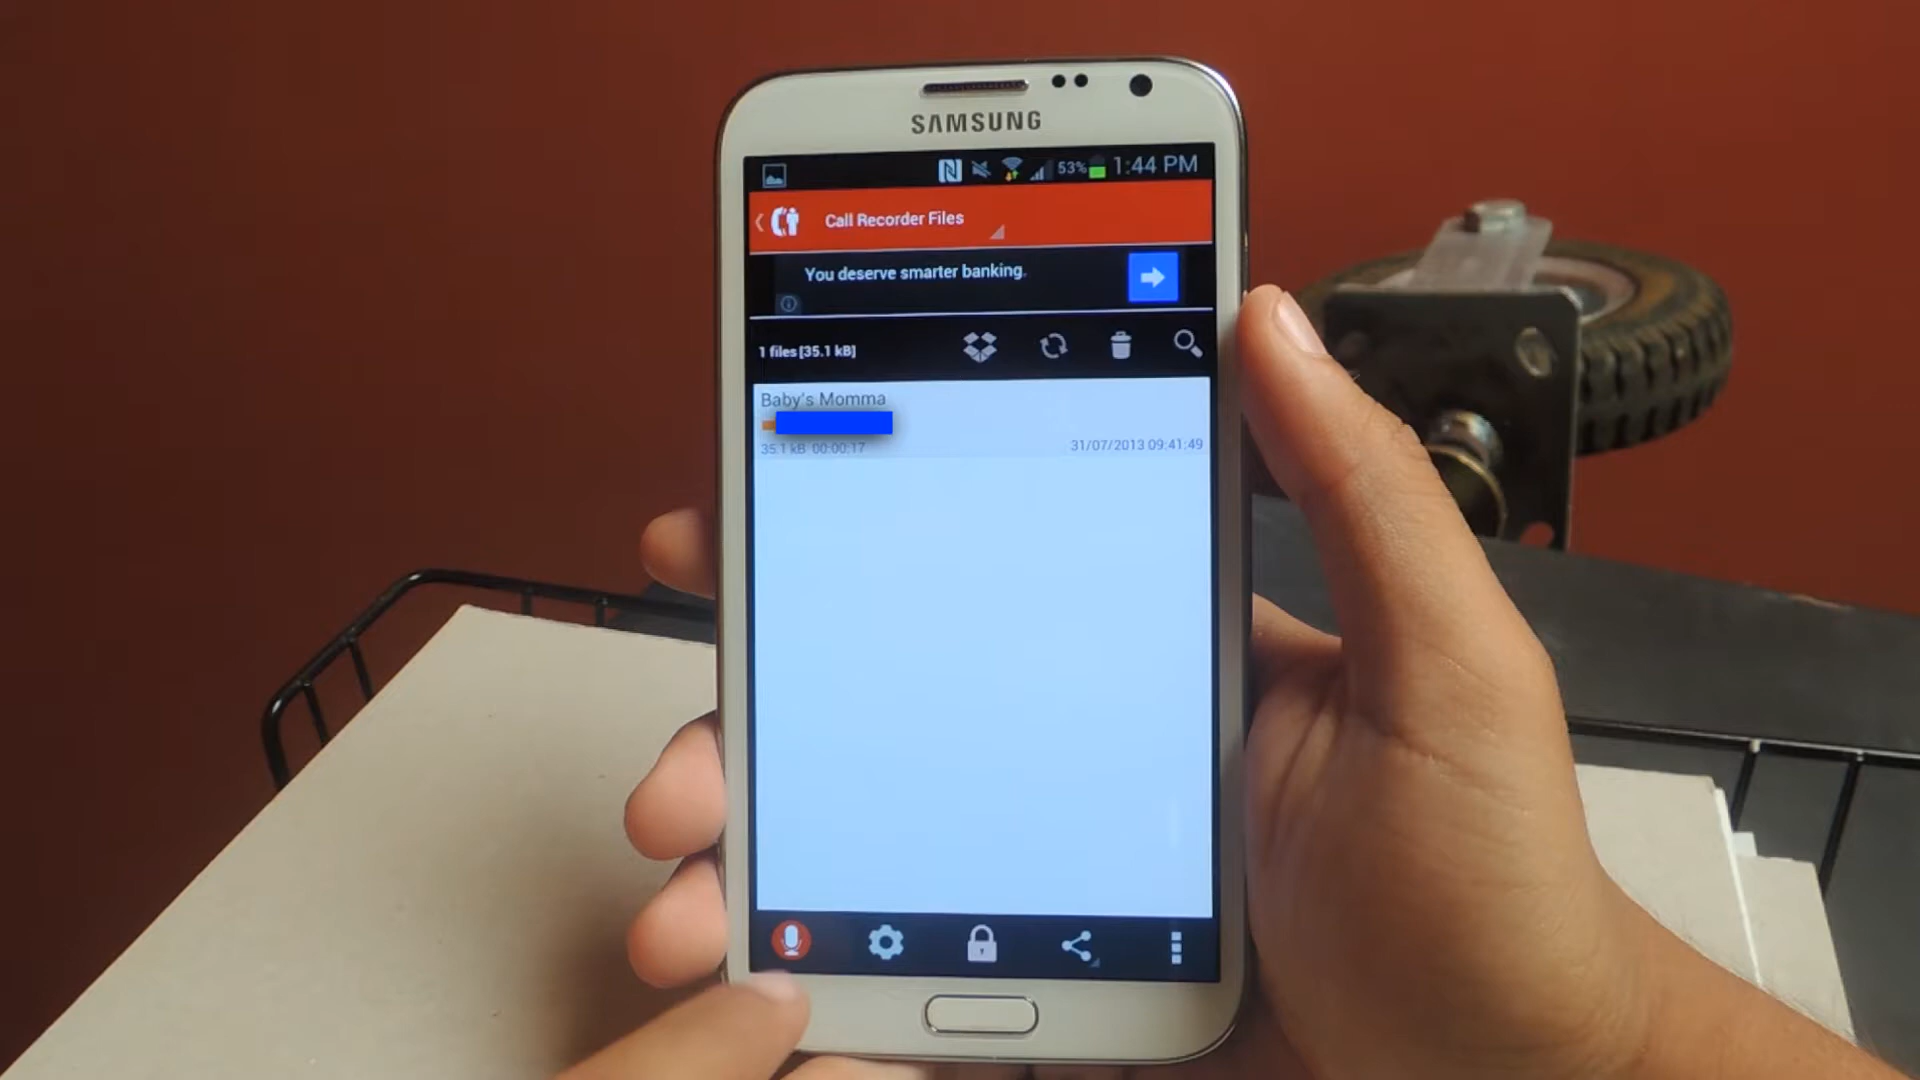 SAMSUNG
53% 1:44 PM
Call Recorder Files
You deserve smarter banking.
1 files [35.1 kB]
Baby's Momma
35.1 kB 00:00:17
31/07/2013 09:41:49